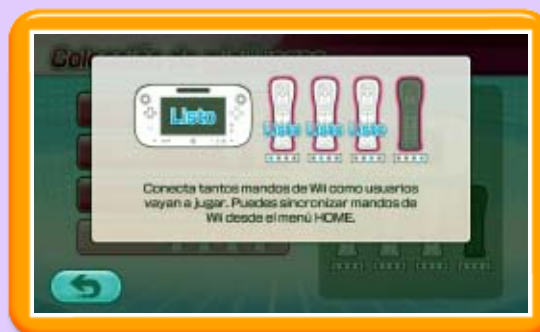 Listo
Listo Listo Listo
Conecta tantos mandos de Wii como usuarios
vayan a jugar. Puedes sincronizar mandos de
Wii desde el menú HOME.